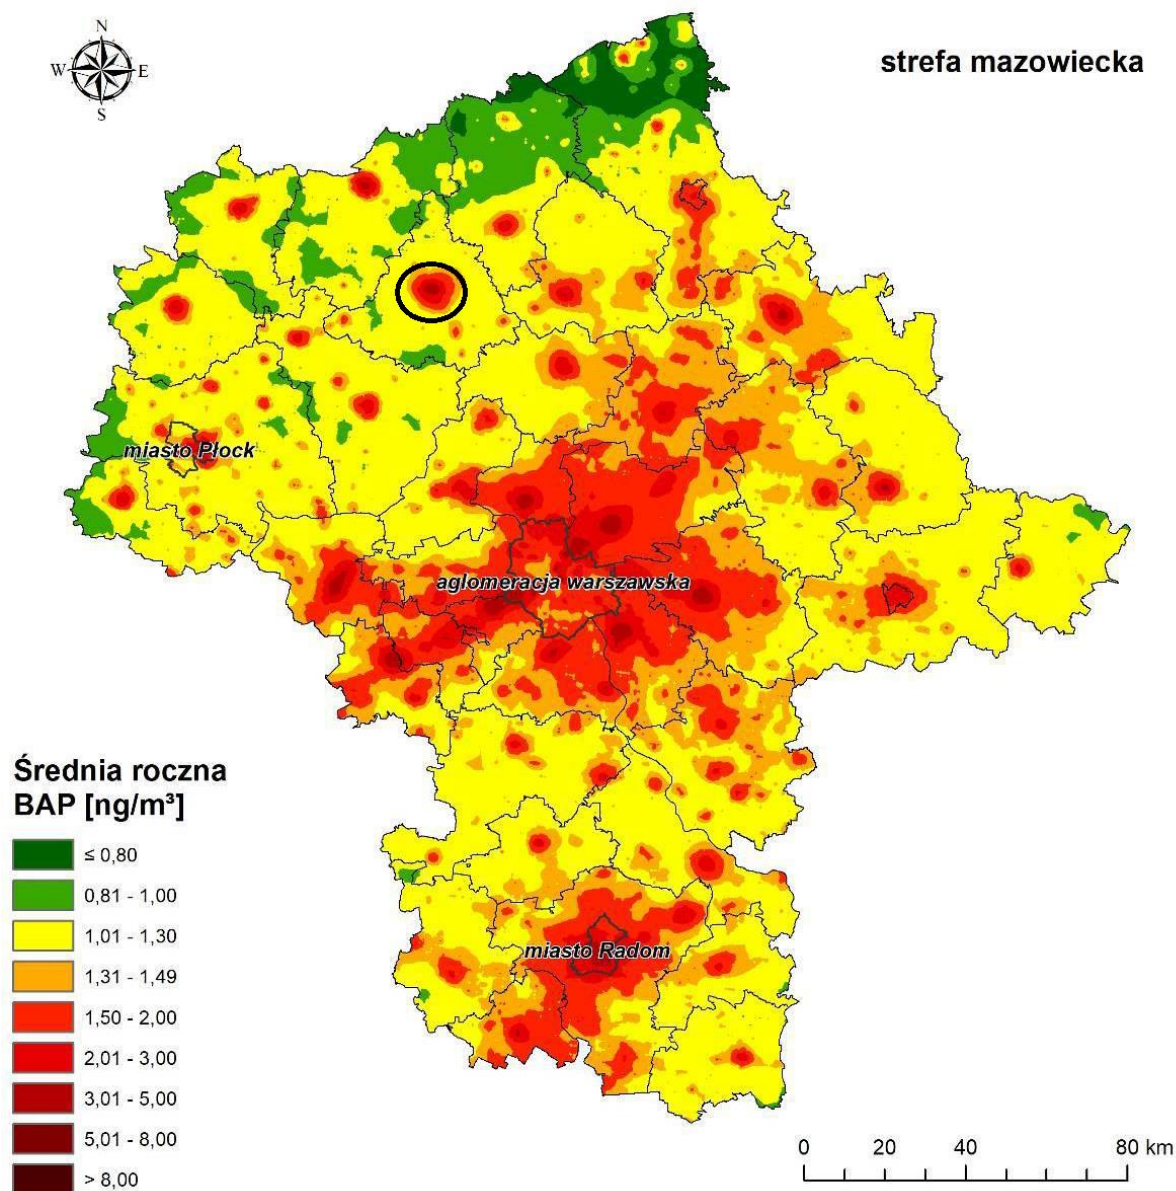 N
W E
S
strefa mazowiecka
miasto Płock
aglomeracja warszawska
miasto Radom
Średnia roczna
BAP [ng/m³]
≤ 0,80
0,81 - 1,00
1,01 - 1,30
1,31 - 1,49
1,50 - 2,00
2,01 - 3,00
3,01 - 5,00
5,01 - 8,00
> 8,00
0 20 40 80 km